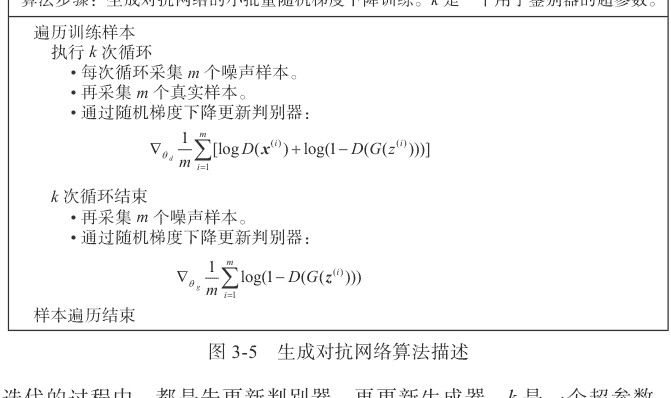 算法步骤：生成对抗网络的小批量随机梯度下降训练。k 是一个用于鉴别器的超参数。
遍历训练样本
执行 k 次循环
• 每次循环采集 m 个噪声样本。
• 再采集 m 个真实样本。
• 通过随机梯度下降更新判别器：
∇_{θ_d} \frac{1}{m} \sum_{i=1}^{m} [log D(x^{(i)}) + log(1 − D(G(z^{(i)})))]
k 次循环结束
• 再采集 m 个噪声样本。
• 通过随机梯度下降更新判别器：
∇_{θ_g} \frac{1}{m} \sum_{i=1}^{m} log(1 − D(G(z^{(i)})))
样本遍历结束
图 3-5 生成对抗网络算法描述
迭代的过程中，都是先更新判别器，再更新生成器。k 是一个超参数